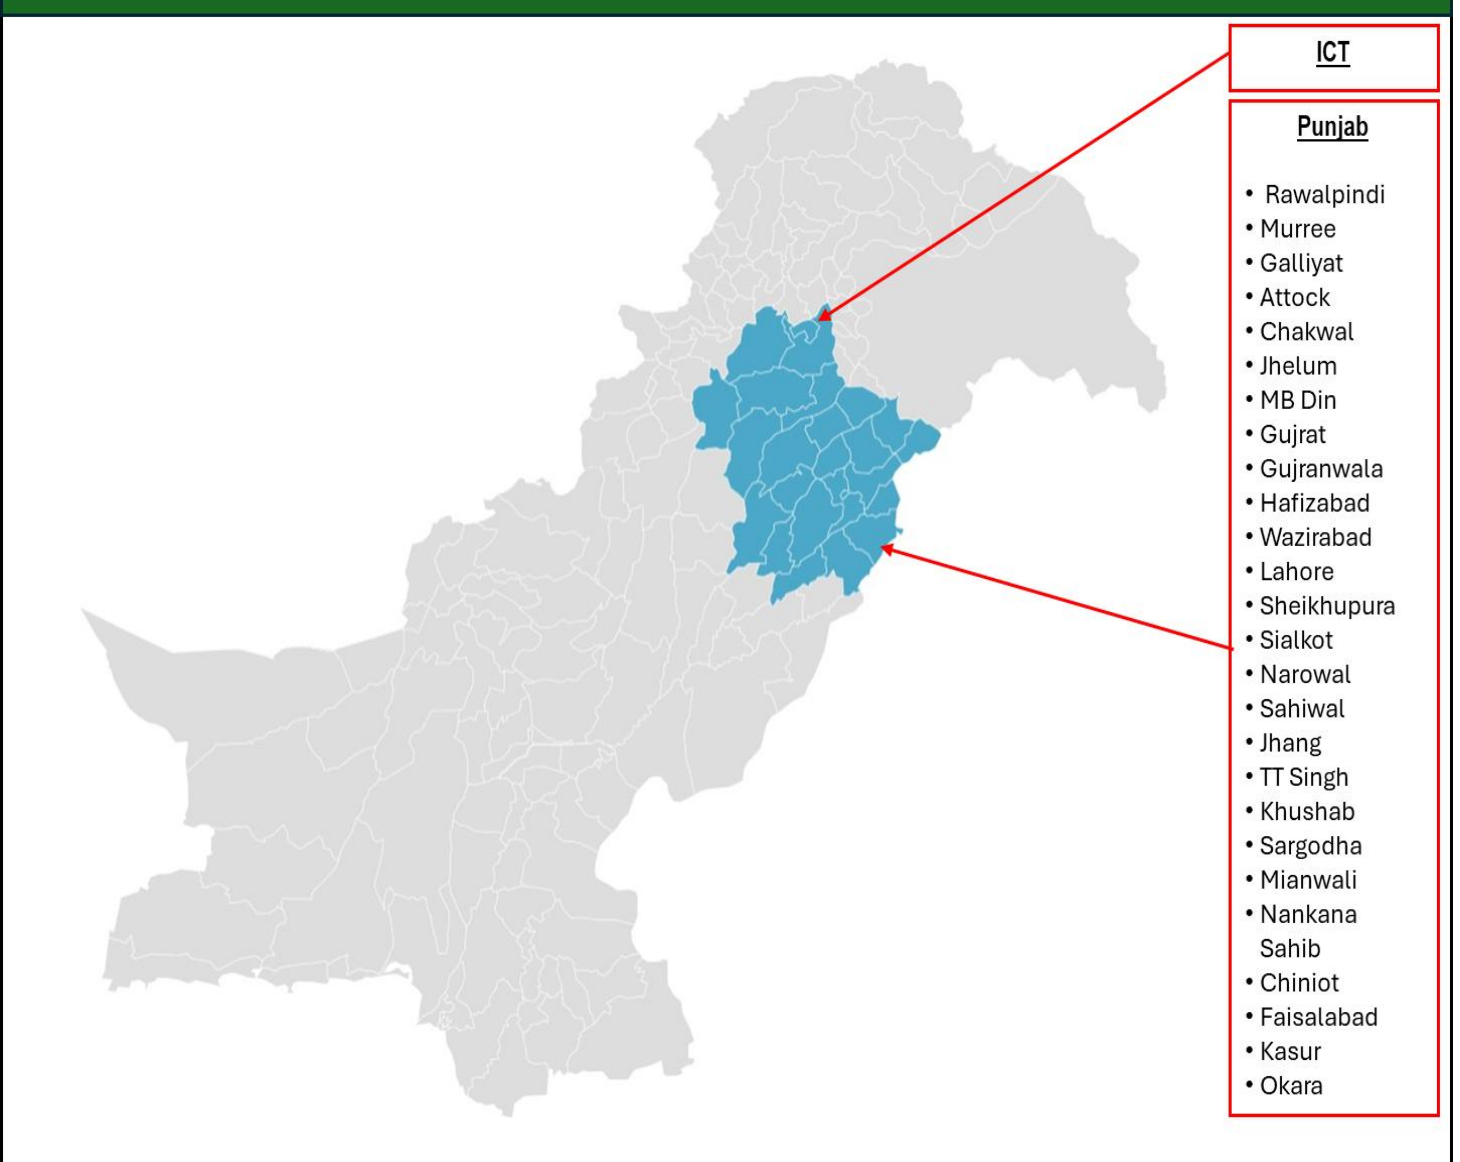 ICT
Punjab
• Rawalpindi
• Murree
• Galliyat
• Attock
• Chakwal
• Jhelum
• MB Din
• Gujrat
• Gujranwala
• Hafizabad
• Wazirabad
• Lahore
• Sheikhupura
• Sialkot
• Narowal
• Sahiwal
• Jhang
• TT Singh
• Khushab
• Sargodha
• Mianwali
• Nankana
Sahib
• Chiniot
• Faisalabad
• Kasur
• Okara